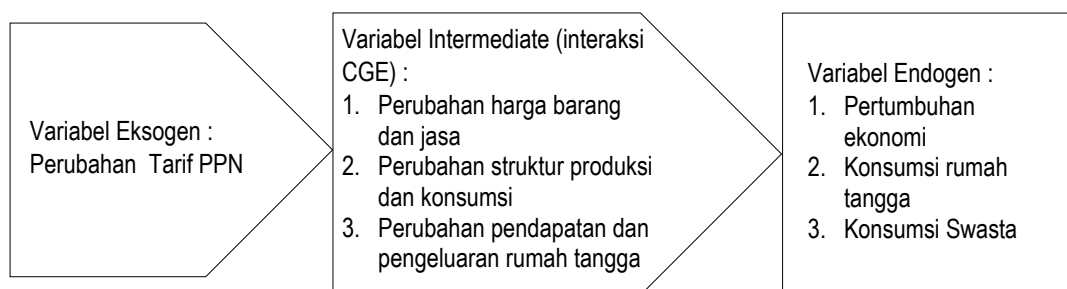 Variabel Eksogen :
Perubahan Tarif PPN
Variabel Intermediate (interaksi
CGE) :
1. Perubahan harga barang
dan jasa
2. Perubahan struktur produksi
dan konsumsi
3. Perubahan pendapatan dan
pengeluaran rumah tangga
Variabel Endogen :
1. Pertumbuhan
ekonomi
2. Konsumsi rumah
tangga
3. Konsumsi Swasta